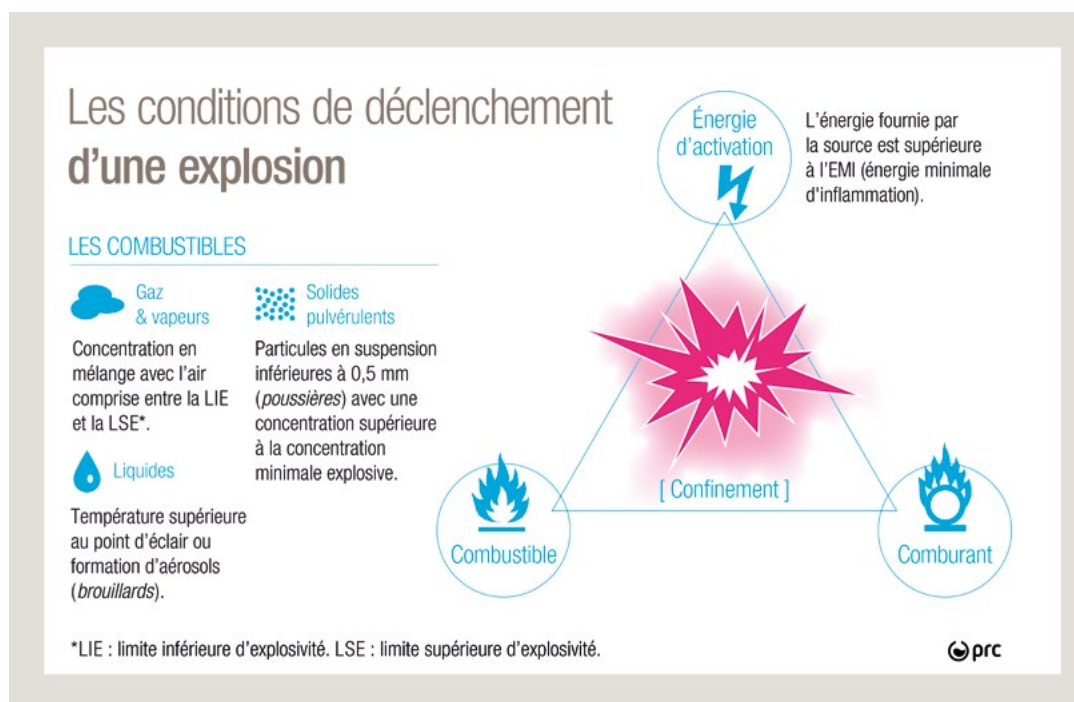 Les conditions de déclenchement
d'une explosion
LES COMBUSTIBLES
Gaz
& vapeurs
Concentration en
mélange avec l'air
comprise entre la LIE
et la LSE*.
Liquides
Température supérieure
au point d'éclair ou
formation d'aérosols
(brouillards).
Solides
pulvérulents
Particules en suspension
inférieures à 0,5 mm
(poussières) avec une
concentration supérieure
à la concentration
minimale explosive.
Énergie
d'activation
L'énergie fournie par
la source est supérieure
à l'EMI (énergie minimale
d'inflammation).
[ Confinement ]
Combustible
Comburant
*LIE : limite inférieure d'explosivité. LSE : limite supérieure d'explosivité.
prc